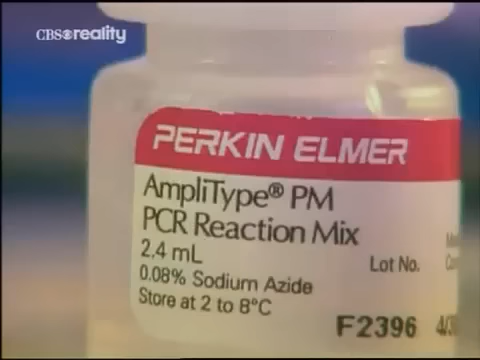 CBS reality
PERKIN ELMER
AmpliType® PM
PCR Reaction Mix
2.4 mL
Lot No.
0.08% Sodium Azide
Store at 2 to 8°C
F2396